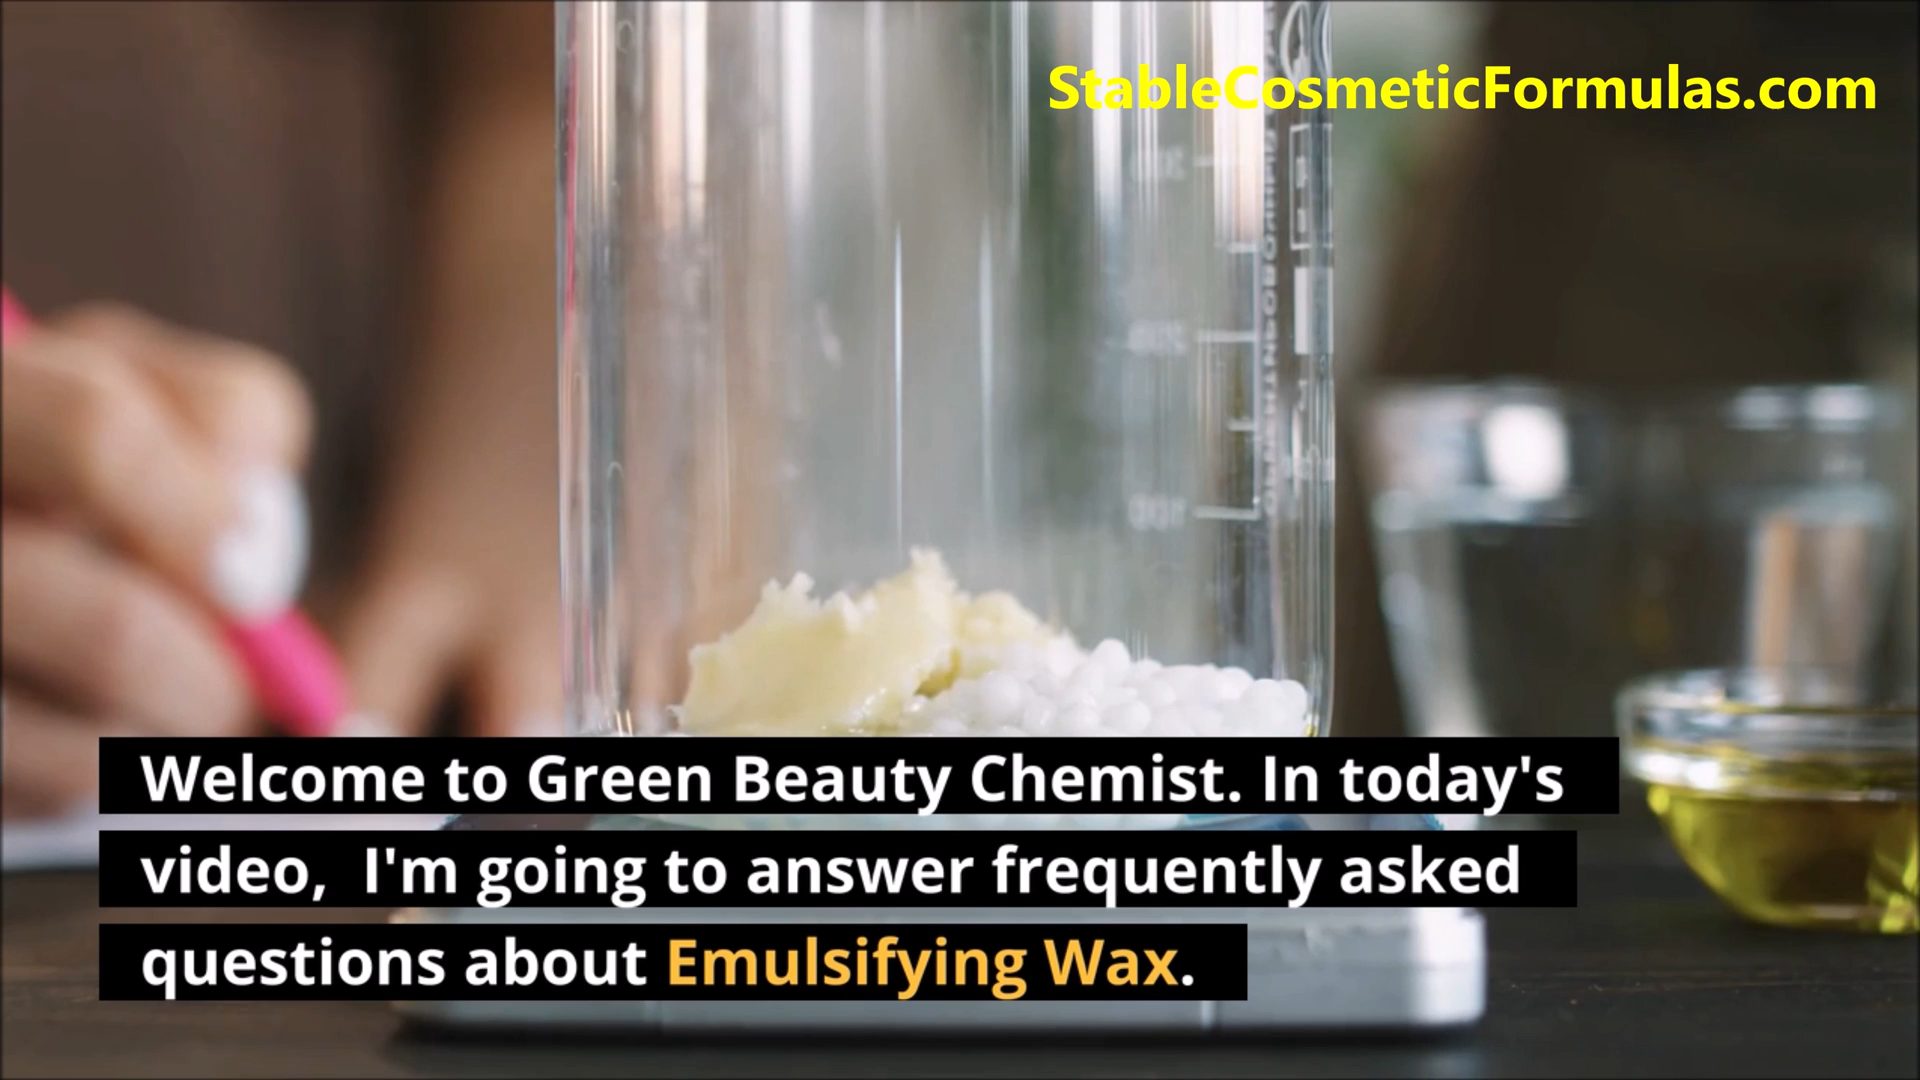 StableCosmeticFormulas.com
Welcome to Green Beauty Chemist. In today's
video, I'm going to answer frequently asked
questions about Emulsifying Wax.